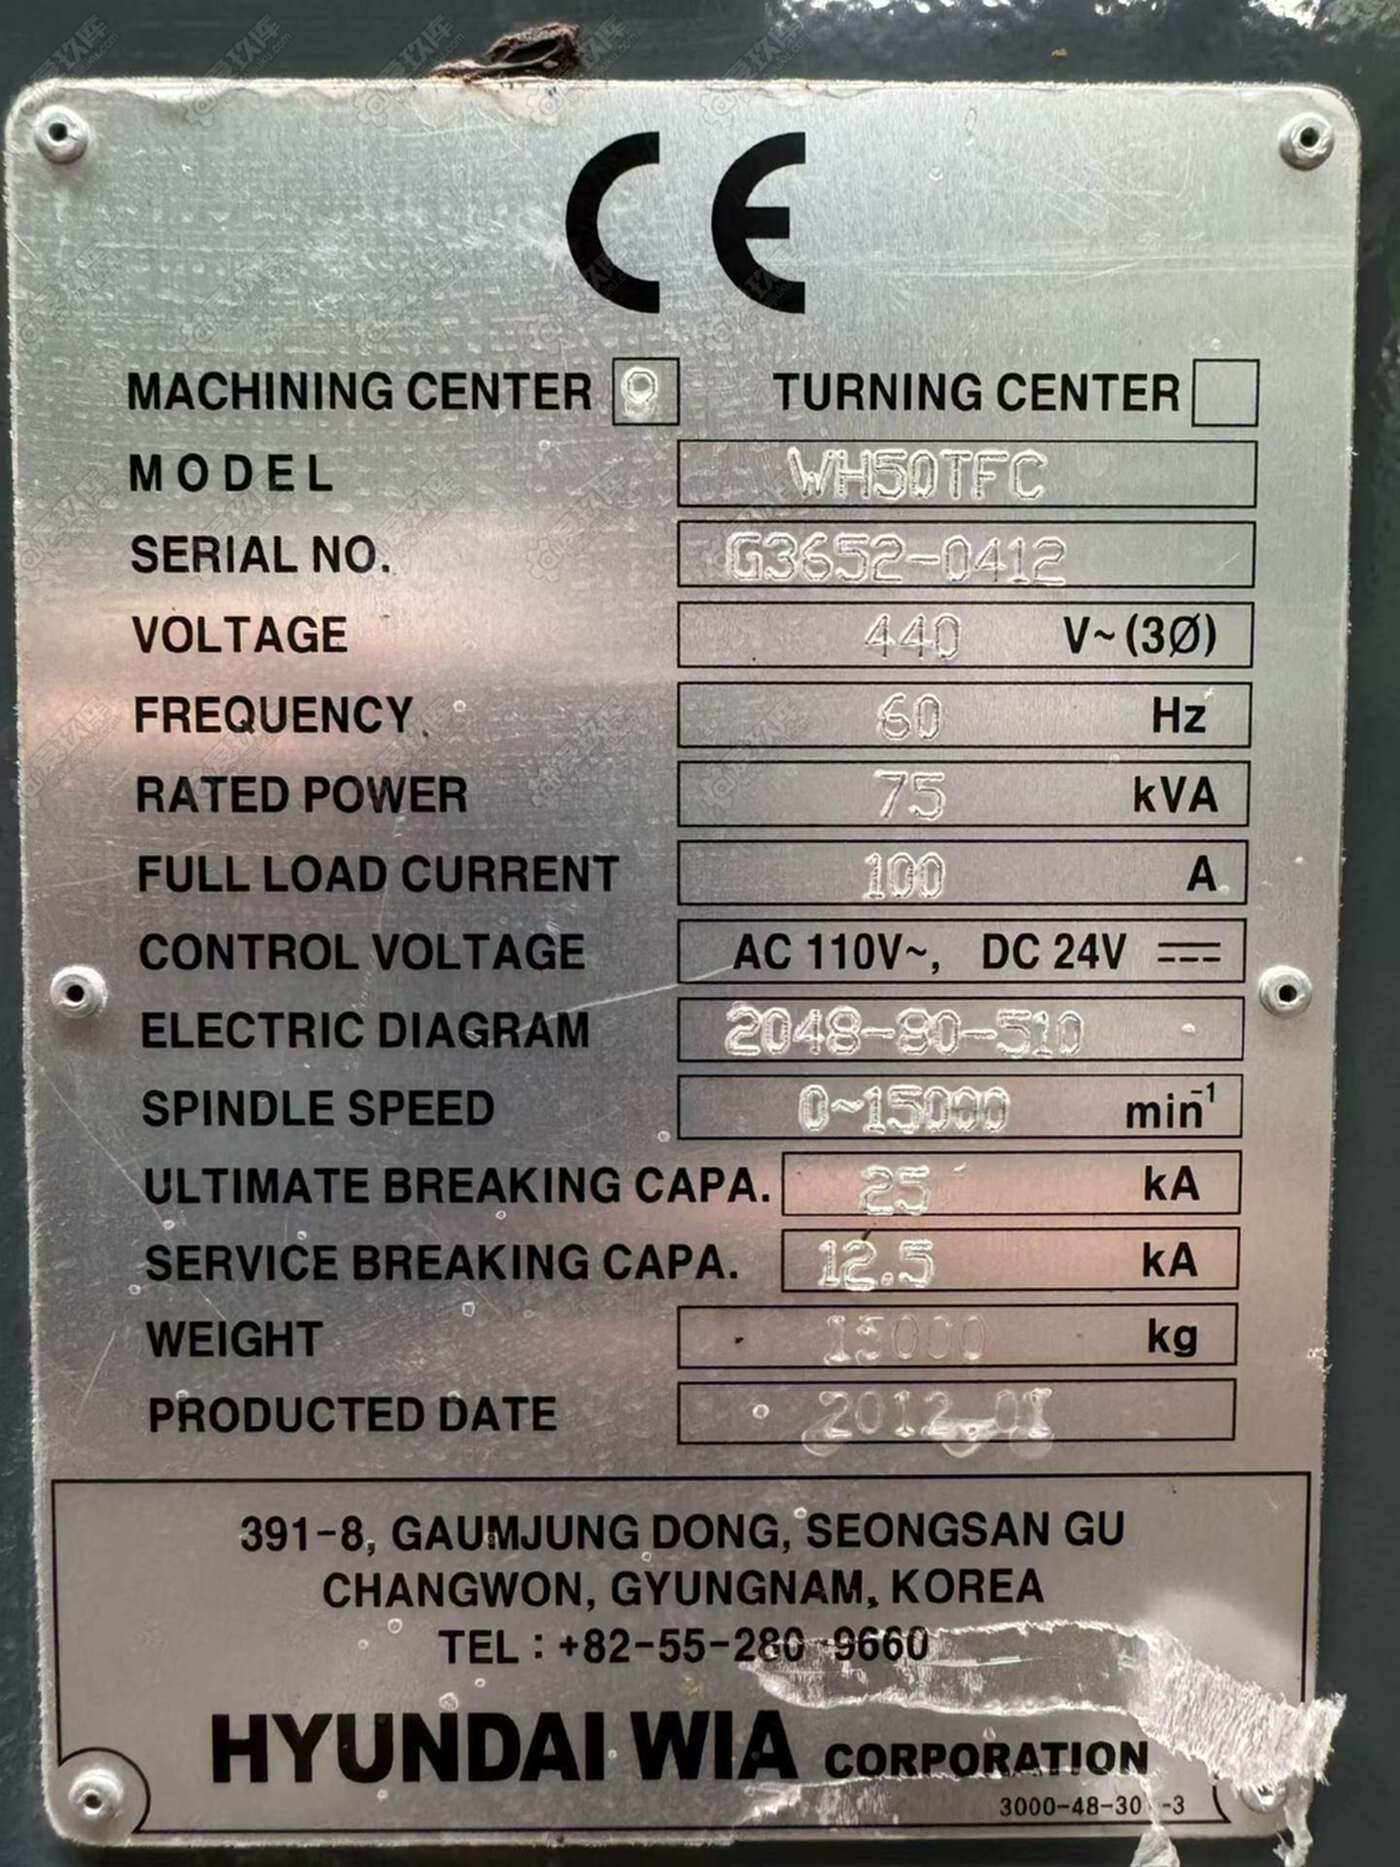 CE
MACHINING CENTER TURNING CENTER
MODEL WH50TFC
SERIAL NO. G3652-0412
VOLTAGE 440 V~(3Ø)
FREQUENCY 60 Hz
RATED POWER 75 kVA
FULL LOAD CURRENT 100 A
CONTROL VOLTAGE AC 110V~, DC 24V
ELECTRIC DIAGRAM 2048-80-510
SPINDLE SPEED 0~15000 min⁻¹
ULTIMATE BREAKING CAPA. 25 kA
SERVICE BREAKING CAPA. 12.5 kA
WEIGHT kg
PRODUCTED DATE 2012.01
391-8, GAUMJUNG DONG, SEONGSAN GU
CHANGWON, GYUNGNAM, KOREA
TEL : +82-55-280-9660
HYUNDAI WIA CORPORATION